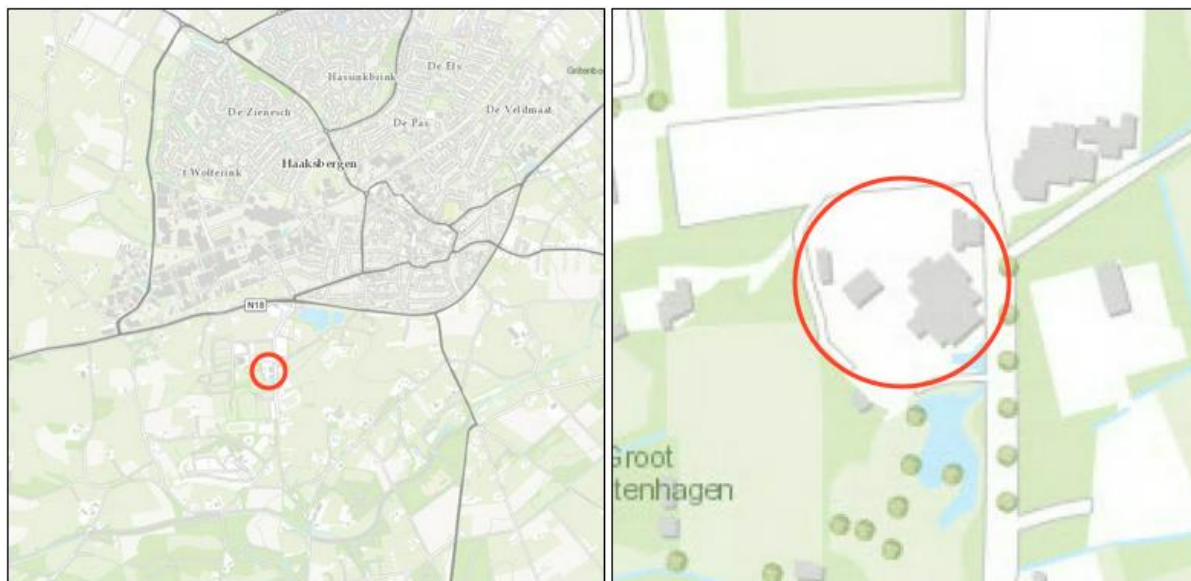 De Els
Hassinkbrink
De Zienesch
De Veldmaat
De Pas
Haaksbergen
't Wolferink
N18
Groot
tenhagen